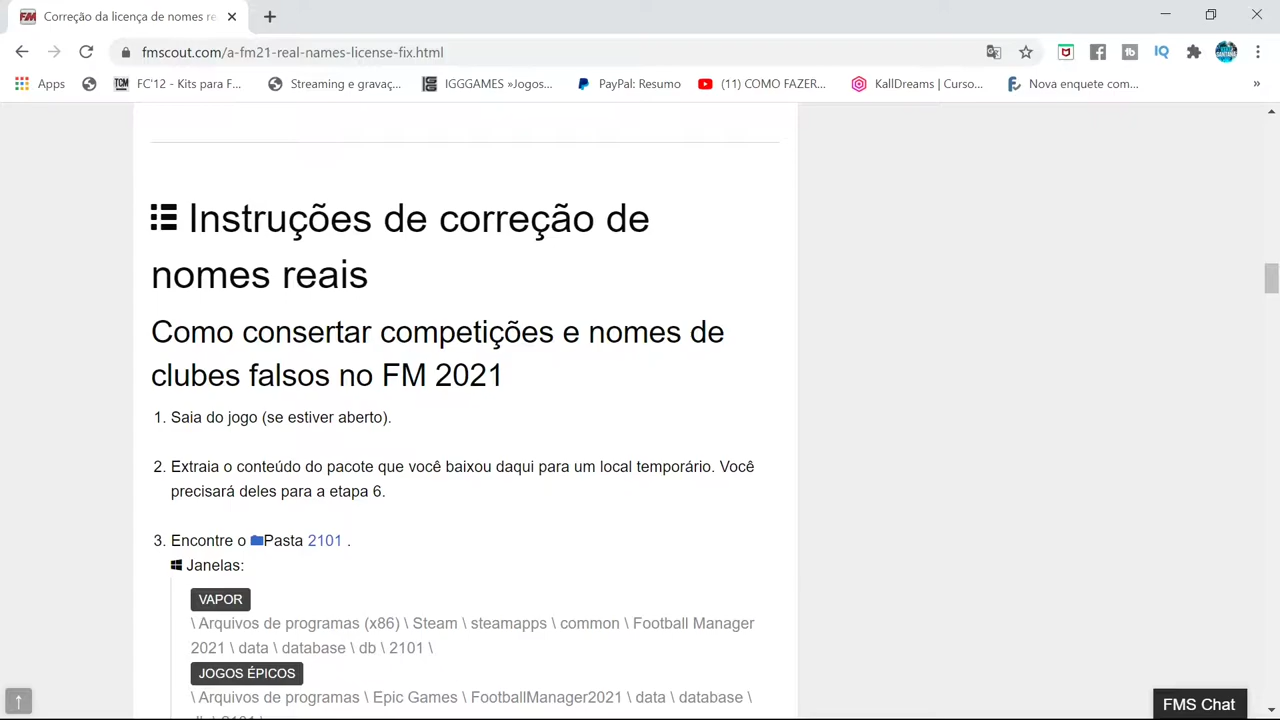 Correção da licença de nomes re
fmscout.com/a-fm21-real-names-license-fix.html
Apps
TCM FC'12 - Kits para F...
Streaming e gravaç...
IGGGAMES »Jogos...
PayPal: Resumo
(11) COMO FAZER...
KallDreams | Curso...
Nova enquete com...
»
Instruções de correção de
nomes reais
Como consertar competições e nomes de
clubes falsos no FM 2021
1. Saia do jogo (se estiver aberto).
2. Extraia o conteúdo do pacote que você baixou daqui para um local temporário. Você
precisará deles para a etapa 6.
3. Encontre o Pasta 2101 .
Janelas:
VAPOR
\ Arquivos de programas (x86) \ Steam \ steamapps \ common \ Football Manager
2021 \ data \ database \ db \ 2101 \
JOGOS ÉPICOS
\ Arquivos de programas \ Epic Games \ FootballManager2021 \ data \ database \
FMS Chat